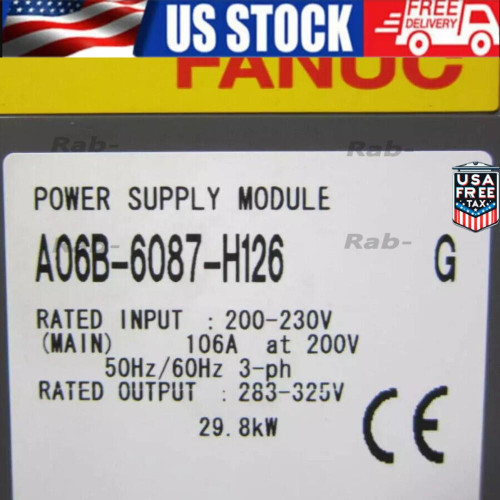 US STOCK
FREE
DELIVERY
FANUC
Rab-
Rab-
POWER SUPPLY MODULE
USA
FREE
TAX
A06B-6087-H126 G
Rab-
RATED INPUT : 200-230V
(MAIN) 106A at 200V
50Hz/60Hz 3-ph
RATED OUTPUT : 283-325V
29.8kW
CE